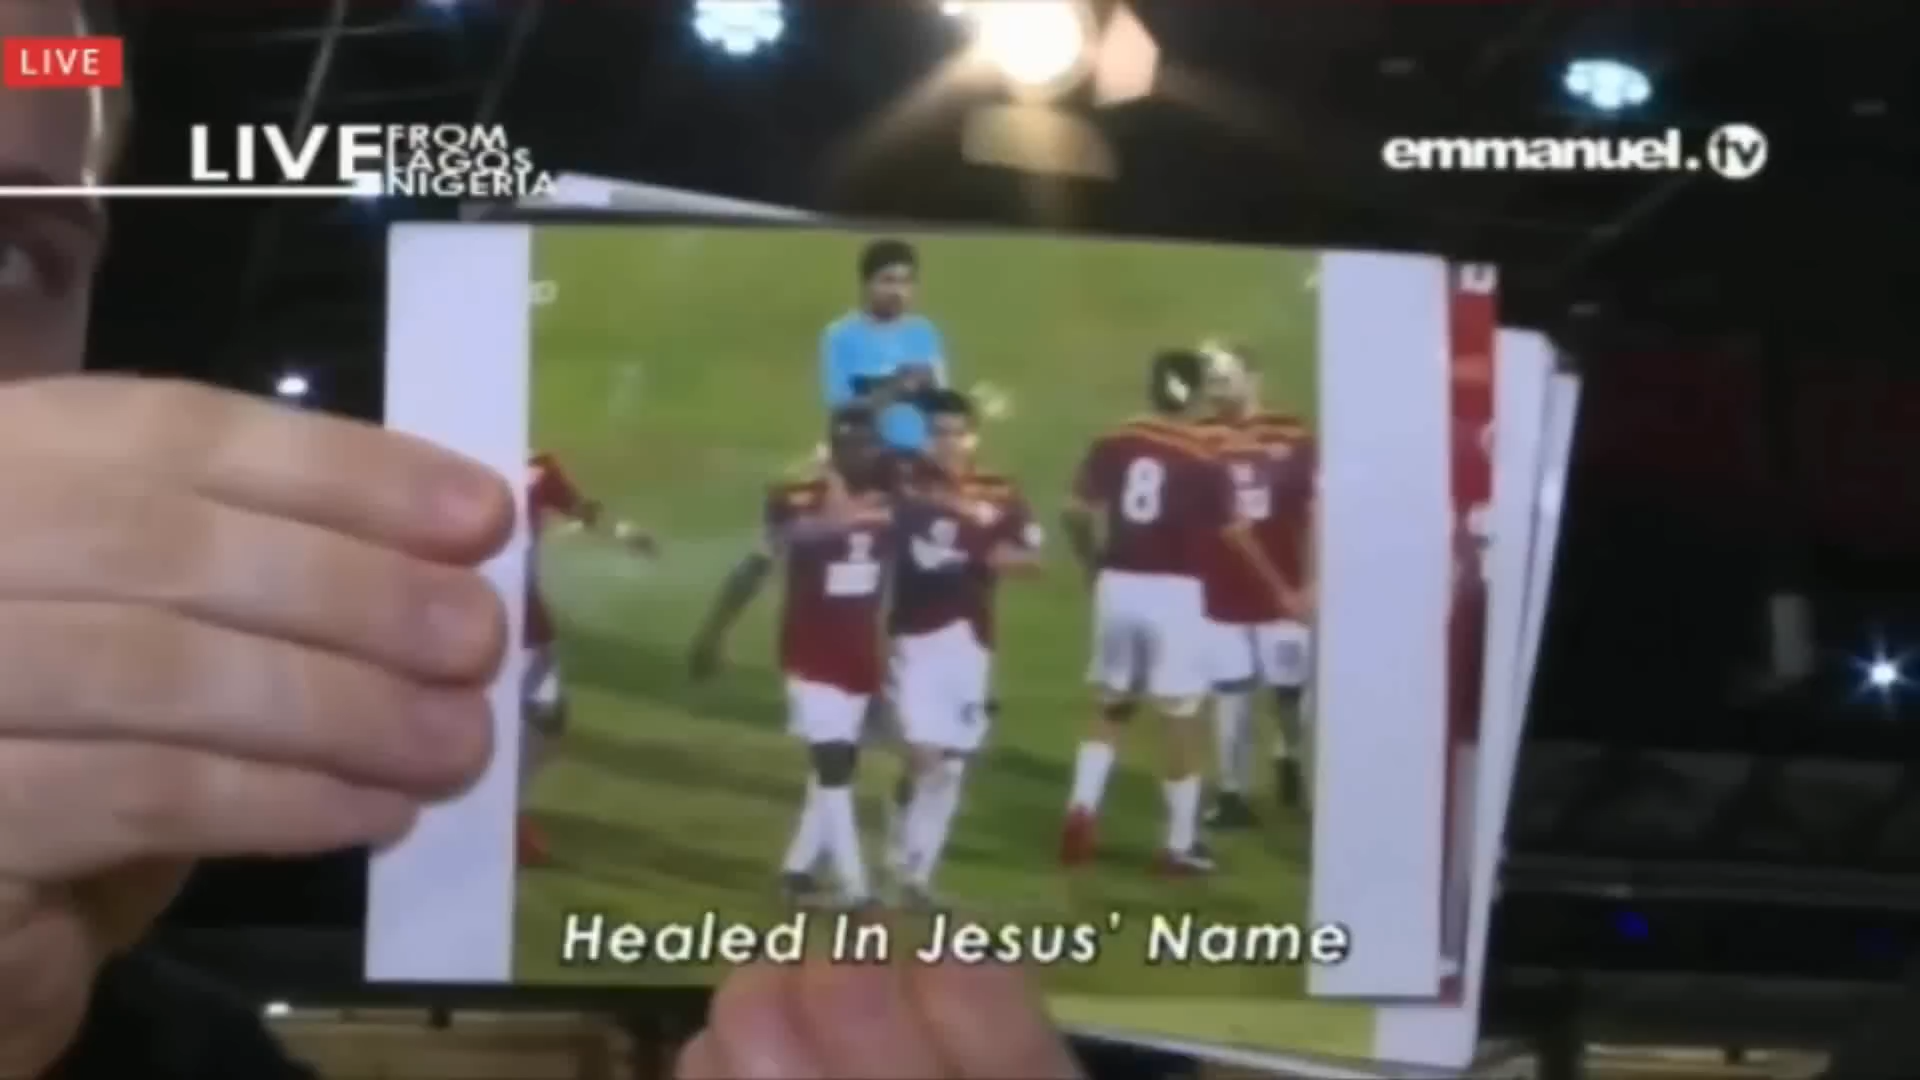 LIVE
LIVE FROM
LAGOS
NIGERIA
emmanuel.tv
8
Healed In Jesus' Name